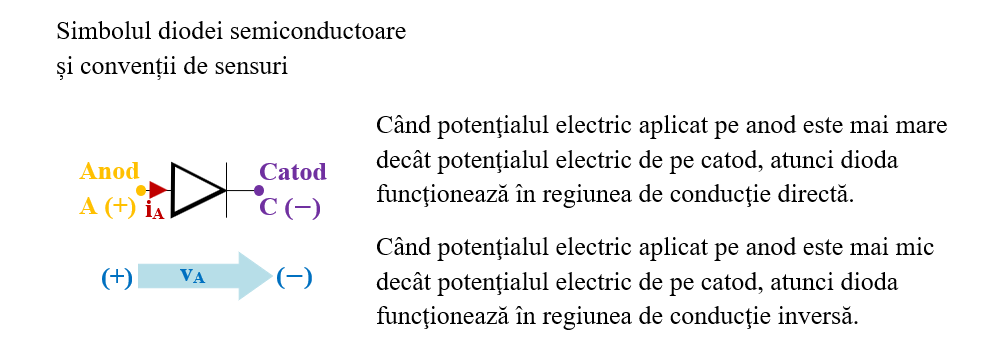 Simbolul diodei semiconductoare
și convenții de sensuri
Când potenţialul electric aplicat pe anod este mai mare
decât potenţialul electric de pe catod, atunci dioda
funcţionează în regiunea de conducţie directă.
Anod
Catod
A (+)
iA
C (−)
Când potenţialul electric aplicat pe anod este mai mic
decât potenţialul electric de pe catod, atunci dioda
funcţionează în regiunea de conducţie inversă.
(+)
vA
(−)